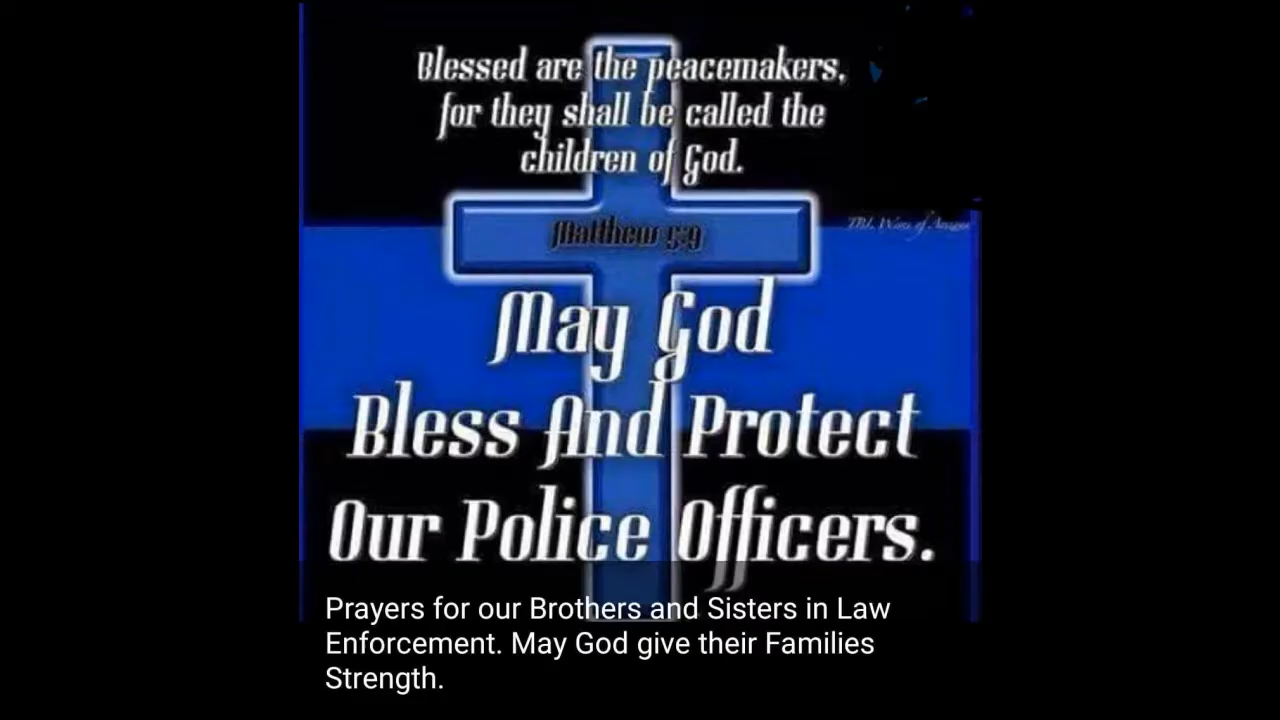 Blessed are the peacemakers,
for they shall be called the
children of God.
Matthew 5:9
May God
Bless And Protect
Our Police Officers.
Prayers for our Brothers and Sisters in Law
Enforcement. May God give their Families
Strength.